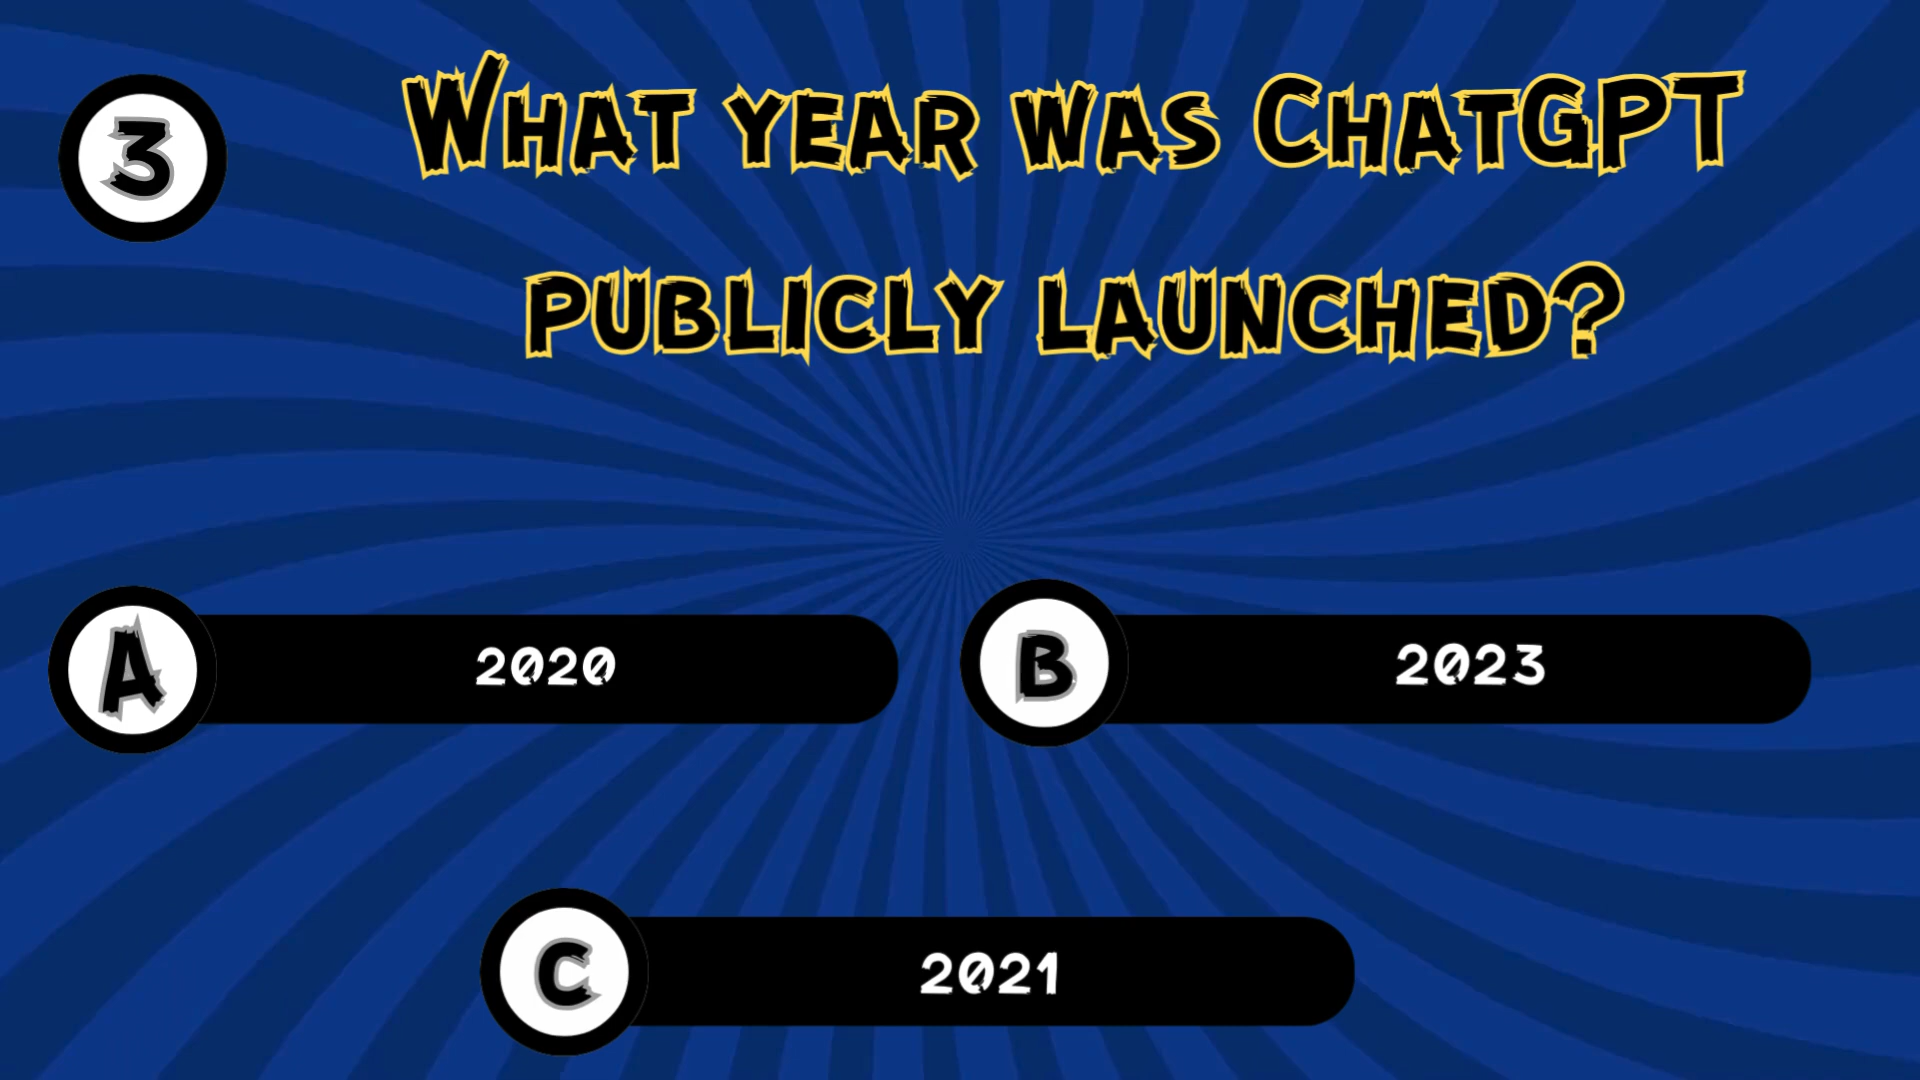 3
What year was ChatGPT
publicly launched?
A 2020
B 2023
C 2021